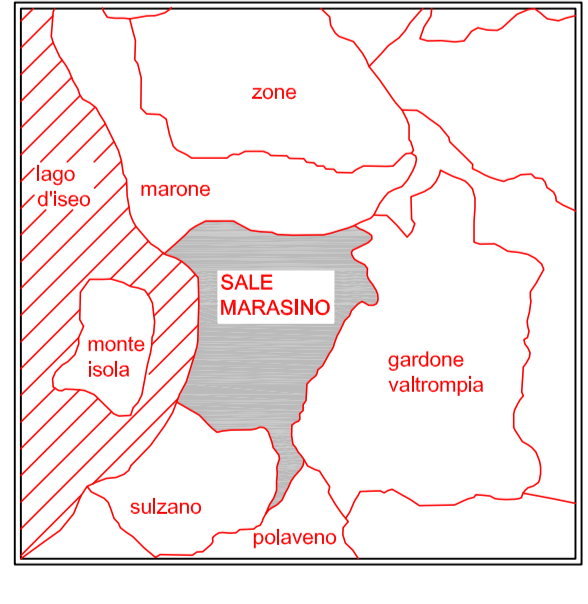 zone
lago
d'iseo
marone
SALE
MARASINO
monte
isola
gardone
valtrompia
sulzano
polaveno